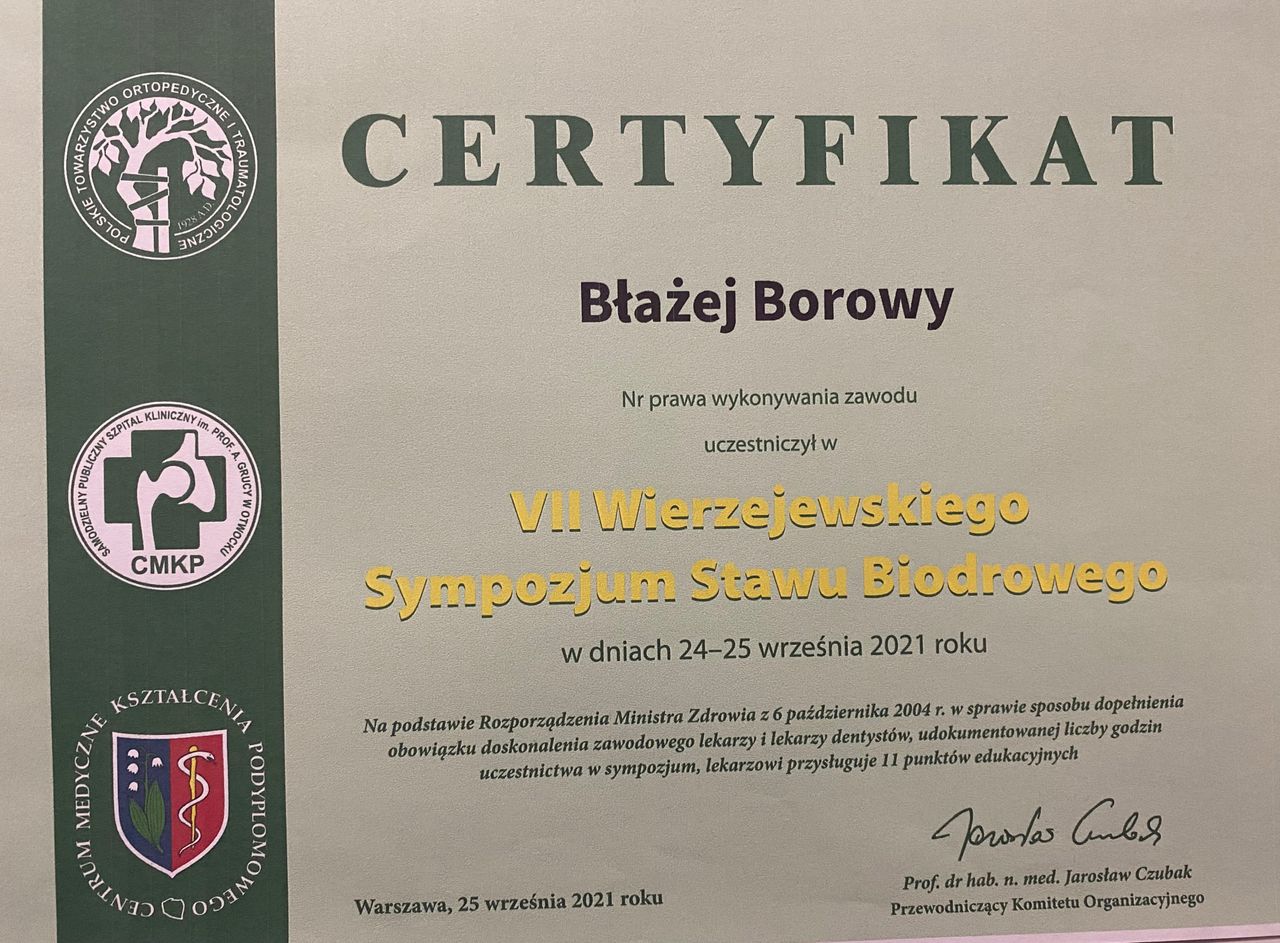 POLSKIE TOWARZYSTWO ORTOPEDYCZNE I TRAUMATOLOGICZNE
1928 A.D.
CERTYFIKAT
Błażej Borowy
Nr prawa wykonywania zawodu
uczestniczył w
SAMODZIELNY PUBLICZNY SZPITAL KLINICZNY im. PROF. A. GRUCY W OTWOCKU
CMKP
VII Wierzejewskiego
Sympozjum Stawu Biodrowego
w dniach 24–25 września 2021 roku
CENTRUM MEDYCZNE KSZTAŁCENIA PODYPLOMOWEGO
Na podstawie Rozporządzenia Ministra Zdrowia z 6 października 2004 r. w sprawie sposobu dopełnienia
obowiązku doskonalenia zawodowego lekarzy i lekarzy dentystów, udokumentowanej liczby godzin
uczestnictwa w sympozjum, lekarzowi przysługuje 11 punktów edukacyjnych
Jarosław Czubak
Prof. dr hab. n. med. Jarosław Czubak
Przewodniczący Komitetu Organizacyjnego
Warszawa, 25 września 2021 roku